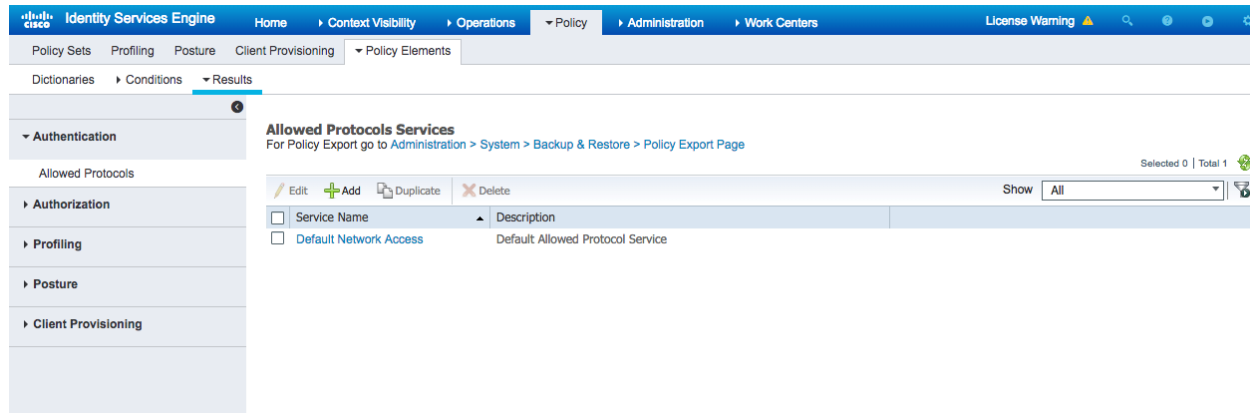 cisco Identity Services Engine Home Context Visibility Operations Policy Administration Work Centers License Warning
Policy Sets Profiling Posture Client Provisioning Policy Elements
Dictionaries Conditions Results
Authentication
Allowed Protocols
Authorization
Profiling
Posture
Client Provisioning
Allowed Protocols Services
For Policy Export go to Administration > System > Backup & Restore > Policy Export Page
Selected 0 | Total 1
Edit Add Duplicate Delete Show All
Service Name Description
Default Network Access Default Allowed Protocol Service